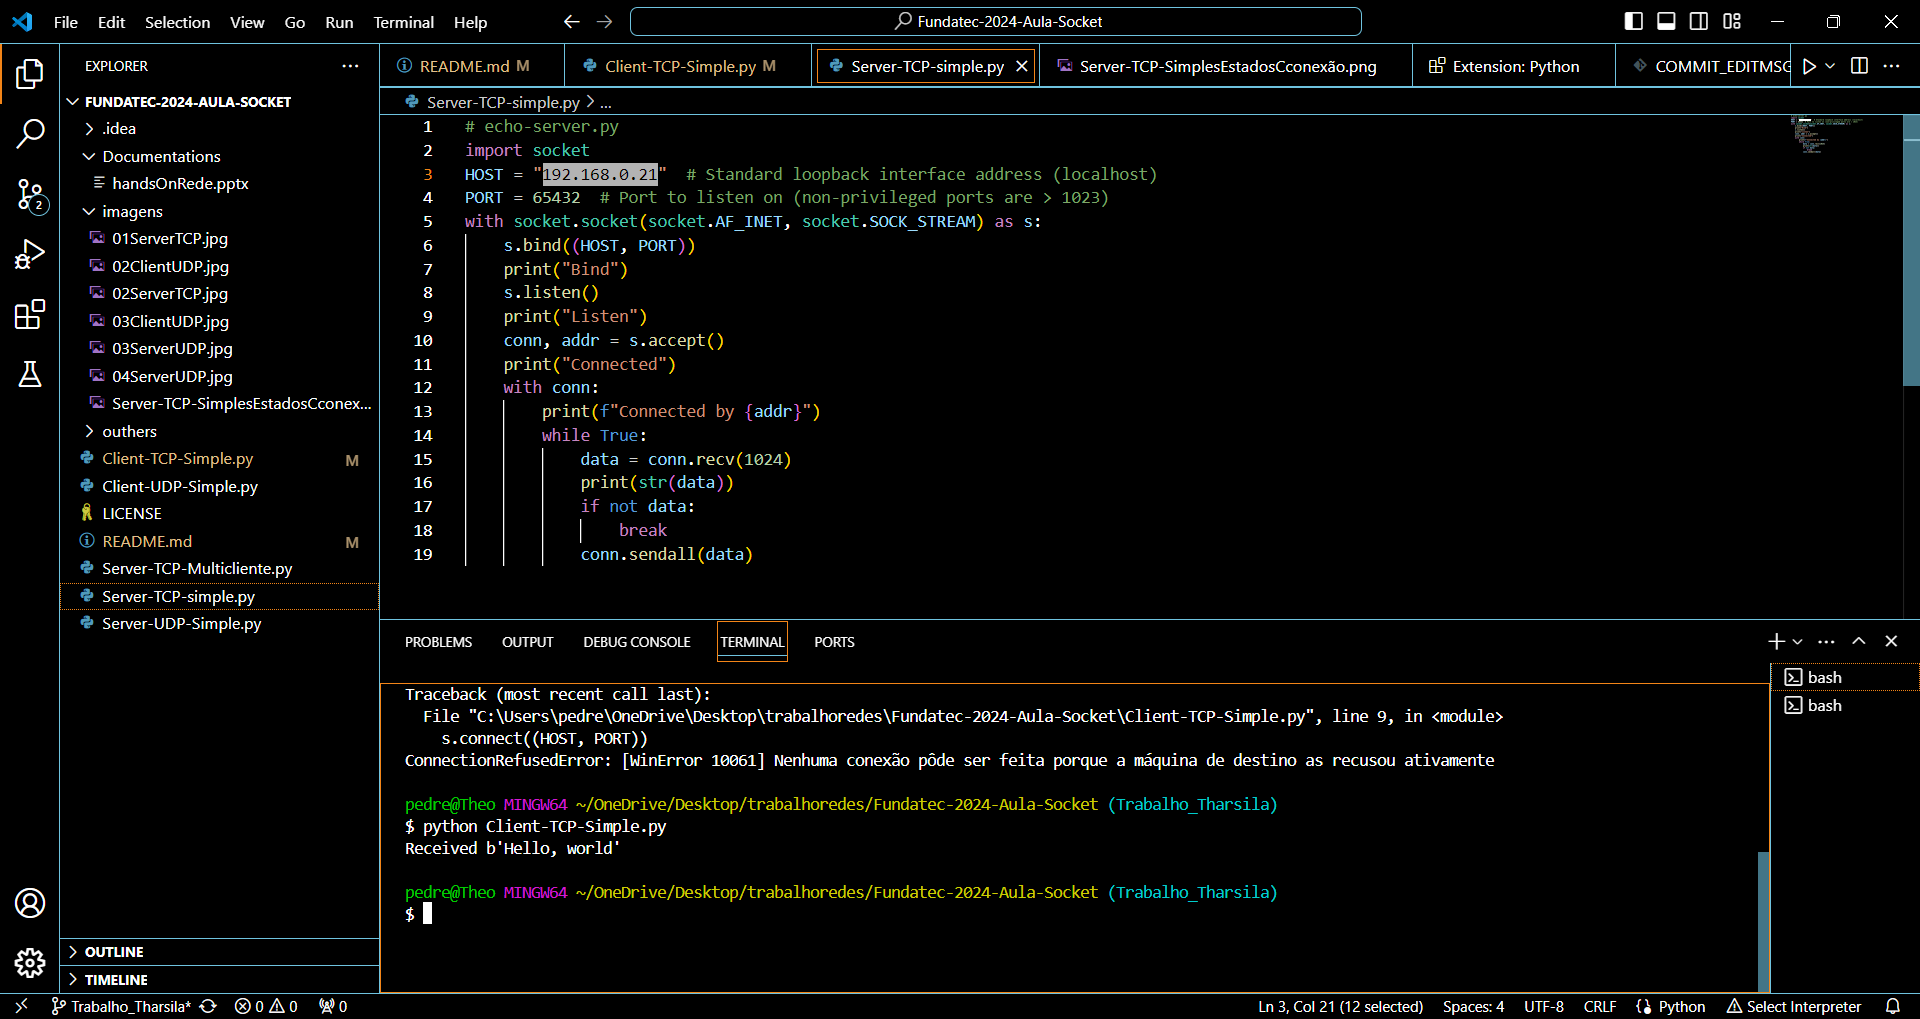 File Edit Selection View Go Run Terminal Help
Fundatec-2024-Aula-Socket
EXPLORER
FUNDATEC-2024-AULA-SOCKET
.idea
Documentations
handsOnRede.pptx
imagens
01ServerTCP.jpg
02ClientUDP.jpg
02ServerTCP.jpg
03ClientUDP.jpg
03ServerUDP.jpg
04ServerUDP.jpg
Server-TCP-SimplesEstadosCconex...
outhers
Client-TCP-Simple.py M
Client-UDP-Simple.py
LICENSE
README.md M
Server-TCP-Multicliente.py
Server-TCP-simple.py
Server-UDP-Simple.py
OUTLINE
TIMELINE
2
README.md M
Client-TCP-Simple.py M
Server-TCP-simple.py
Server-TCP-SimplesEstadosCconexão.png
Extension: Python
COMMIT_EDITMSG
Server-TCP-simple.py > ...
1 # echo-server.py
2 import socket
3 HOST = "192.168.0.21" # Standard loopback interface address (localhost)
4 PORT = 65432 # Port to listen on (non-privileged ports are > 1023)
5 with socket.socket(socket.AF_INET, socket.SOCK_STREAM) as s:
6 s.bind((HOST, PORT))
7 print("Bind")
8 s.listen()
9 print("Listen")
10 conn, addr = s.accept()
11 print("Connected")
12 with conn:
13 print(f"Connected by {addr}")
14 while True:
15 data = conn.recv(1024)
16 print(str(data))
17 if not data:
18 break
19 conn.sendall(data)
PROBLEMS OUTPUT DEBUG CONSOLE TERMINAL PORTS
bash
bash
Traceback (most recent call last):
File "C:\Users\pedre\OneDrive\Desktop\trabalhoredes\Fundatec-2024-Aula-Socket\Client-TCP-Simple.py", line 9, in <module>
s.connect((HOST, PORT))
ConnectionRefusedError: [WinError 10061] Nenhuma conexão pôde ser feita porque a máquina de destino as recusou ativamente
pedre@Theo MINGW64 ~/OneDrive/Desktop/trabalhoredes/Fundatec-2024-Aula-Socket (Trabalho_Tharsila)
$ python Client-TCP-Simple.py
Received b'Hello, world'
pedre@Theo MINGW64 ~/OneDrive/Desktop/trabalhoredes/Fundatec-2024-Aula-Socket (Trabalho_Tharsila)
$
Trabalho_Tharsila* 0 0 0 Ln 3, Col 21 (12 selected) Spaces: 4 UTF-8 CRLF Python Select Interpreter